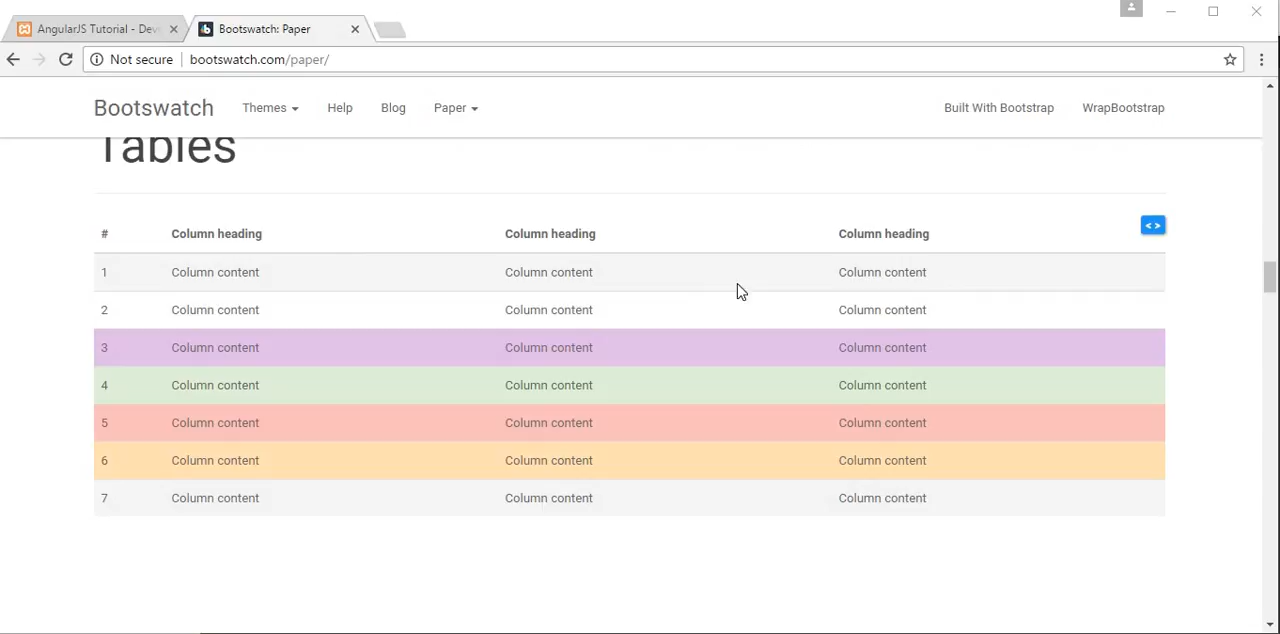 AngularJS Tutorial - Dev
Bootswatch: Paper
Not secure bootswatch.com/paper/
Bootswatch Themes Help Blog Paper Built With Bootstrap WrapBootstrap
Tables
# Column heading Column heading Column heading
< >
1 Column content Column content Column content
2 Column content Column content Column content
3 Column content Column content Column content
4 Column content Column content Column content
5 Column content Column content Column content
6 Column content Column content Column content
7 Column content Column content Column content